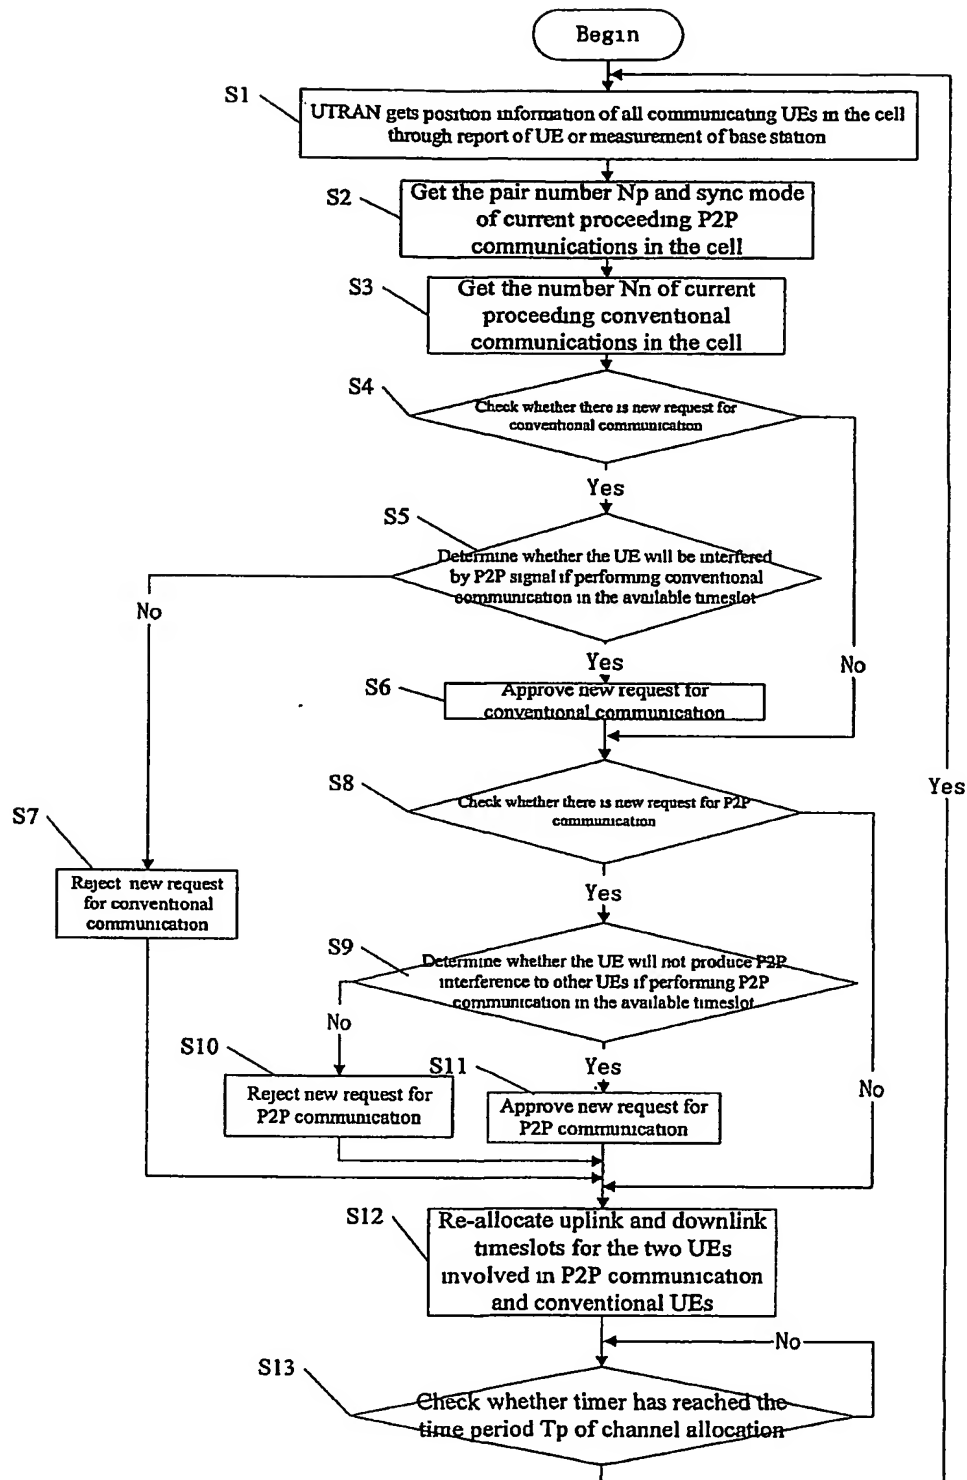 Begin
S1
UTRAN gets position information of all communicating UEs in the cell
through report of UE or measurement of base station
S2
Get the pair number Np and sync mode
of current proceeding P2P
communications in the cell
S3
Get the number Nn of current
proceeding conventional
communications in the cell
S4
Check whether there is new request for
conventional communication
Yes
S5
Determine whether the UE will be interfered
by P2P signal if performing conventional
communication in the available timeslot
No
Yes
No
S6
Approve new request for
conventional communication
Yes
S8
Check whether there is new request for P2P
communication
S7
Reject new request
for conventional
communication
Yes
S9
Determine whether the UE will not produce P2P
interference to other UEs if performing P2P
communication in the available timeslot
No
S10
Yes
S11
No
Reject new request for
P2P communication
Approve new request for
P2P communication
S12
Re-allocate uplink and downlink
timeslots for the two UEs
involved in P2P communication
and conventional UEs
No
S13
Check whether timer has reached the
time period Tp of channel allocation